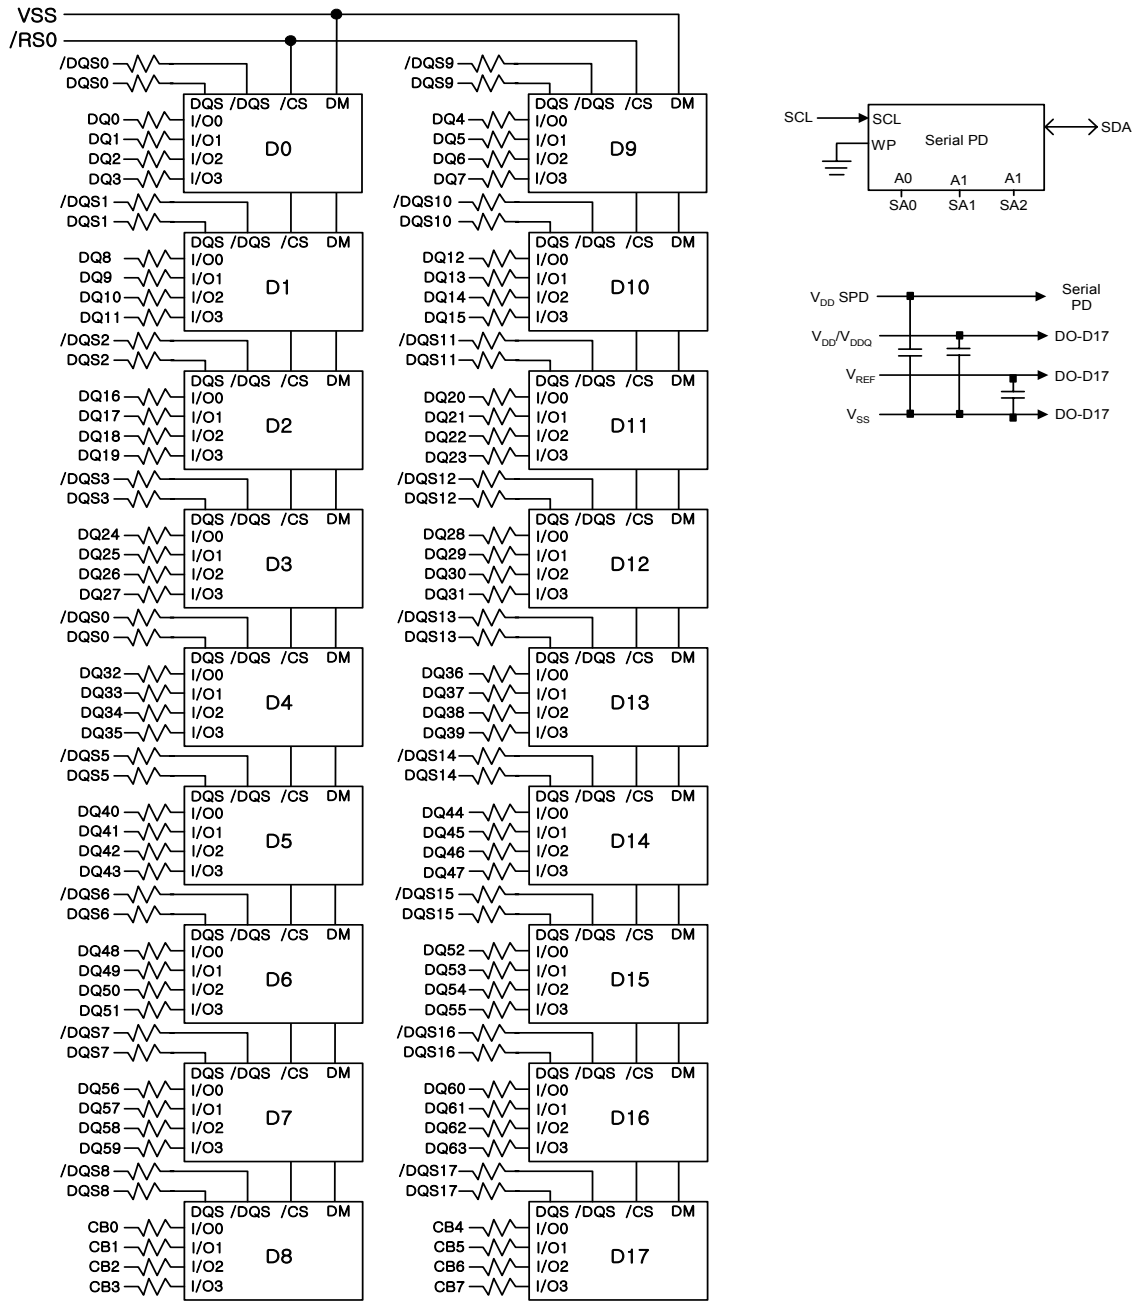 VSS
/RS0
/DQS0
DQS0
DQS /DQS /CS DM
DQ0 I/O0
DQ1 I/O1
DQ2 I/O2
DQ3 I/O3
D0
/DQS1
DQS1
DQS /DQS /CS DM
DQ8 I/O0
DQ9 I/O1
DQ10 I/O2
DQ11 I/O3
D1
/DQS2
DQS2
DQS /DQS /CS DM
DQ16 I/O0
DQ17 I/O1
DQ18 I/O2
DQ19 I/O3
D2
/DQS3
DQS3
DQS /DQS /CS DM
DQ24 I/O0
DQ25 I/O1
DQ26 I/O2
DQ27 I/O3
D3
/DQS0
DQS0
DQS /DQS /CS DM
DQ32 I/O0
DQ33 I/O1
DQ34 I/O2
DQ35 I/O3
D4
/DQS5
DQS5
DQS /DQS /CS DM
DQ40 I/O0
DQ41 I/O1
DQ42 I/O2
DQ43 I/O3
D5
/DQS6
DQS6
DQS /DQS /CS DM
DQ48 I/O0
DQ49 I/O1
DQ50 I/O2
DQ51 I/O3
D6
/DQS7
DQS7
DQS /DQS /CS DM
DQ56 I/O0
DQ57 I/O1
DQ58 I/O2
DQ59 I/O3
D7
/DQS8
DQS8
DQS /DQS /CS DM
CB0 I/O0
CB1 I/O1
CB2 I/O2
CB3 I/O3
D8
/DQS9
DQS9
DQS /DQS /CS DM
DQ4 I/O0
DQ5 I/O1
DQ6 I/O2
DQ7 I/O3
D9
/DQS10
DQS10
DQS /DQS /CS DM
DQ12 I/O0
DQ13 I/O1
DQ14 I/O2
DQ15 I/O3
D10
/DQS11
DQS11
DQS /DQS /CS DM
DQ20 I/O0
DQ21 I/O1
DQ22 I/O2
DQ23 I/O3
D11
/DQS12
DQS12
DQS /DQS /CS DM
DQ28 I/O0
DQ29 I/O1
DQ30 I/O2
DQ31 I/O3
D12
/DQS13
DQS13
DQS /DQS /CS DM
DQ36 I/O0
DQ37 I/O1
DQ38 I/O2
DQ39 I/O3
D13
/DQS14
DQS14
DQS /DQS /CS DM
DQ44 I/O0
DQ45 I/O1
DQ46 I/O2
DQ47 I/O3
D14
/DQS15
DQS15
DQS /DQS /CS DM
DQ52 I/O0
DQ53 I/O1
DQ54 I/O2
DQ55 I/O3
D15
/DQS16
DQS16
DQS /DQS /CS DM
DQ60 I/O0
DQ61 I/O1
DQ62 I/O2
DQ63 I/O3
D16
/DQS17
DQS17
DQS /DQS /CS DM
CB4 I/O0
CB5 I/O1
CB6 I/O2
CB7 I/O3
D17
SCL SCL
WP
Serial PD
SDA
A0 A1 A1
SA0 SA1 SA2
VDD SPD
Serial
PD
VDD/VDDQ DO-D17
VREF DO-D17
VSS DO-D17